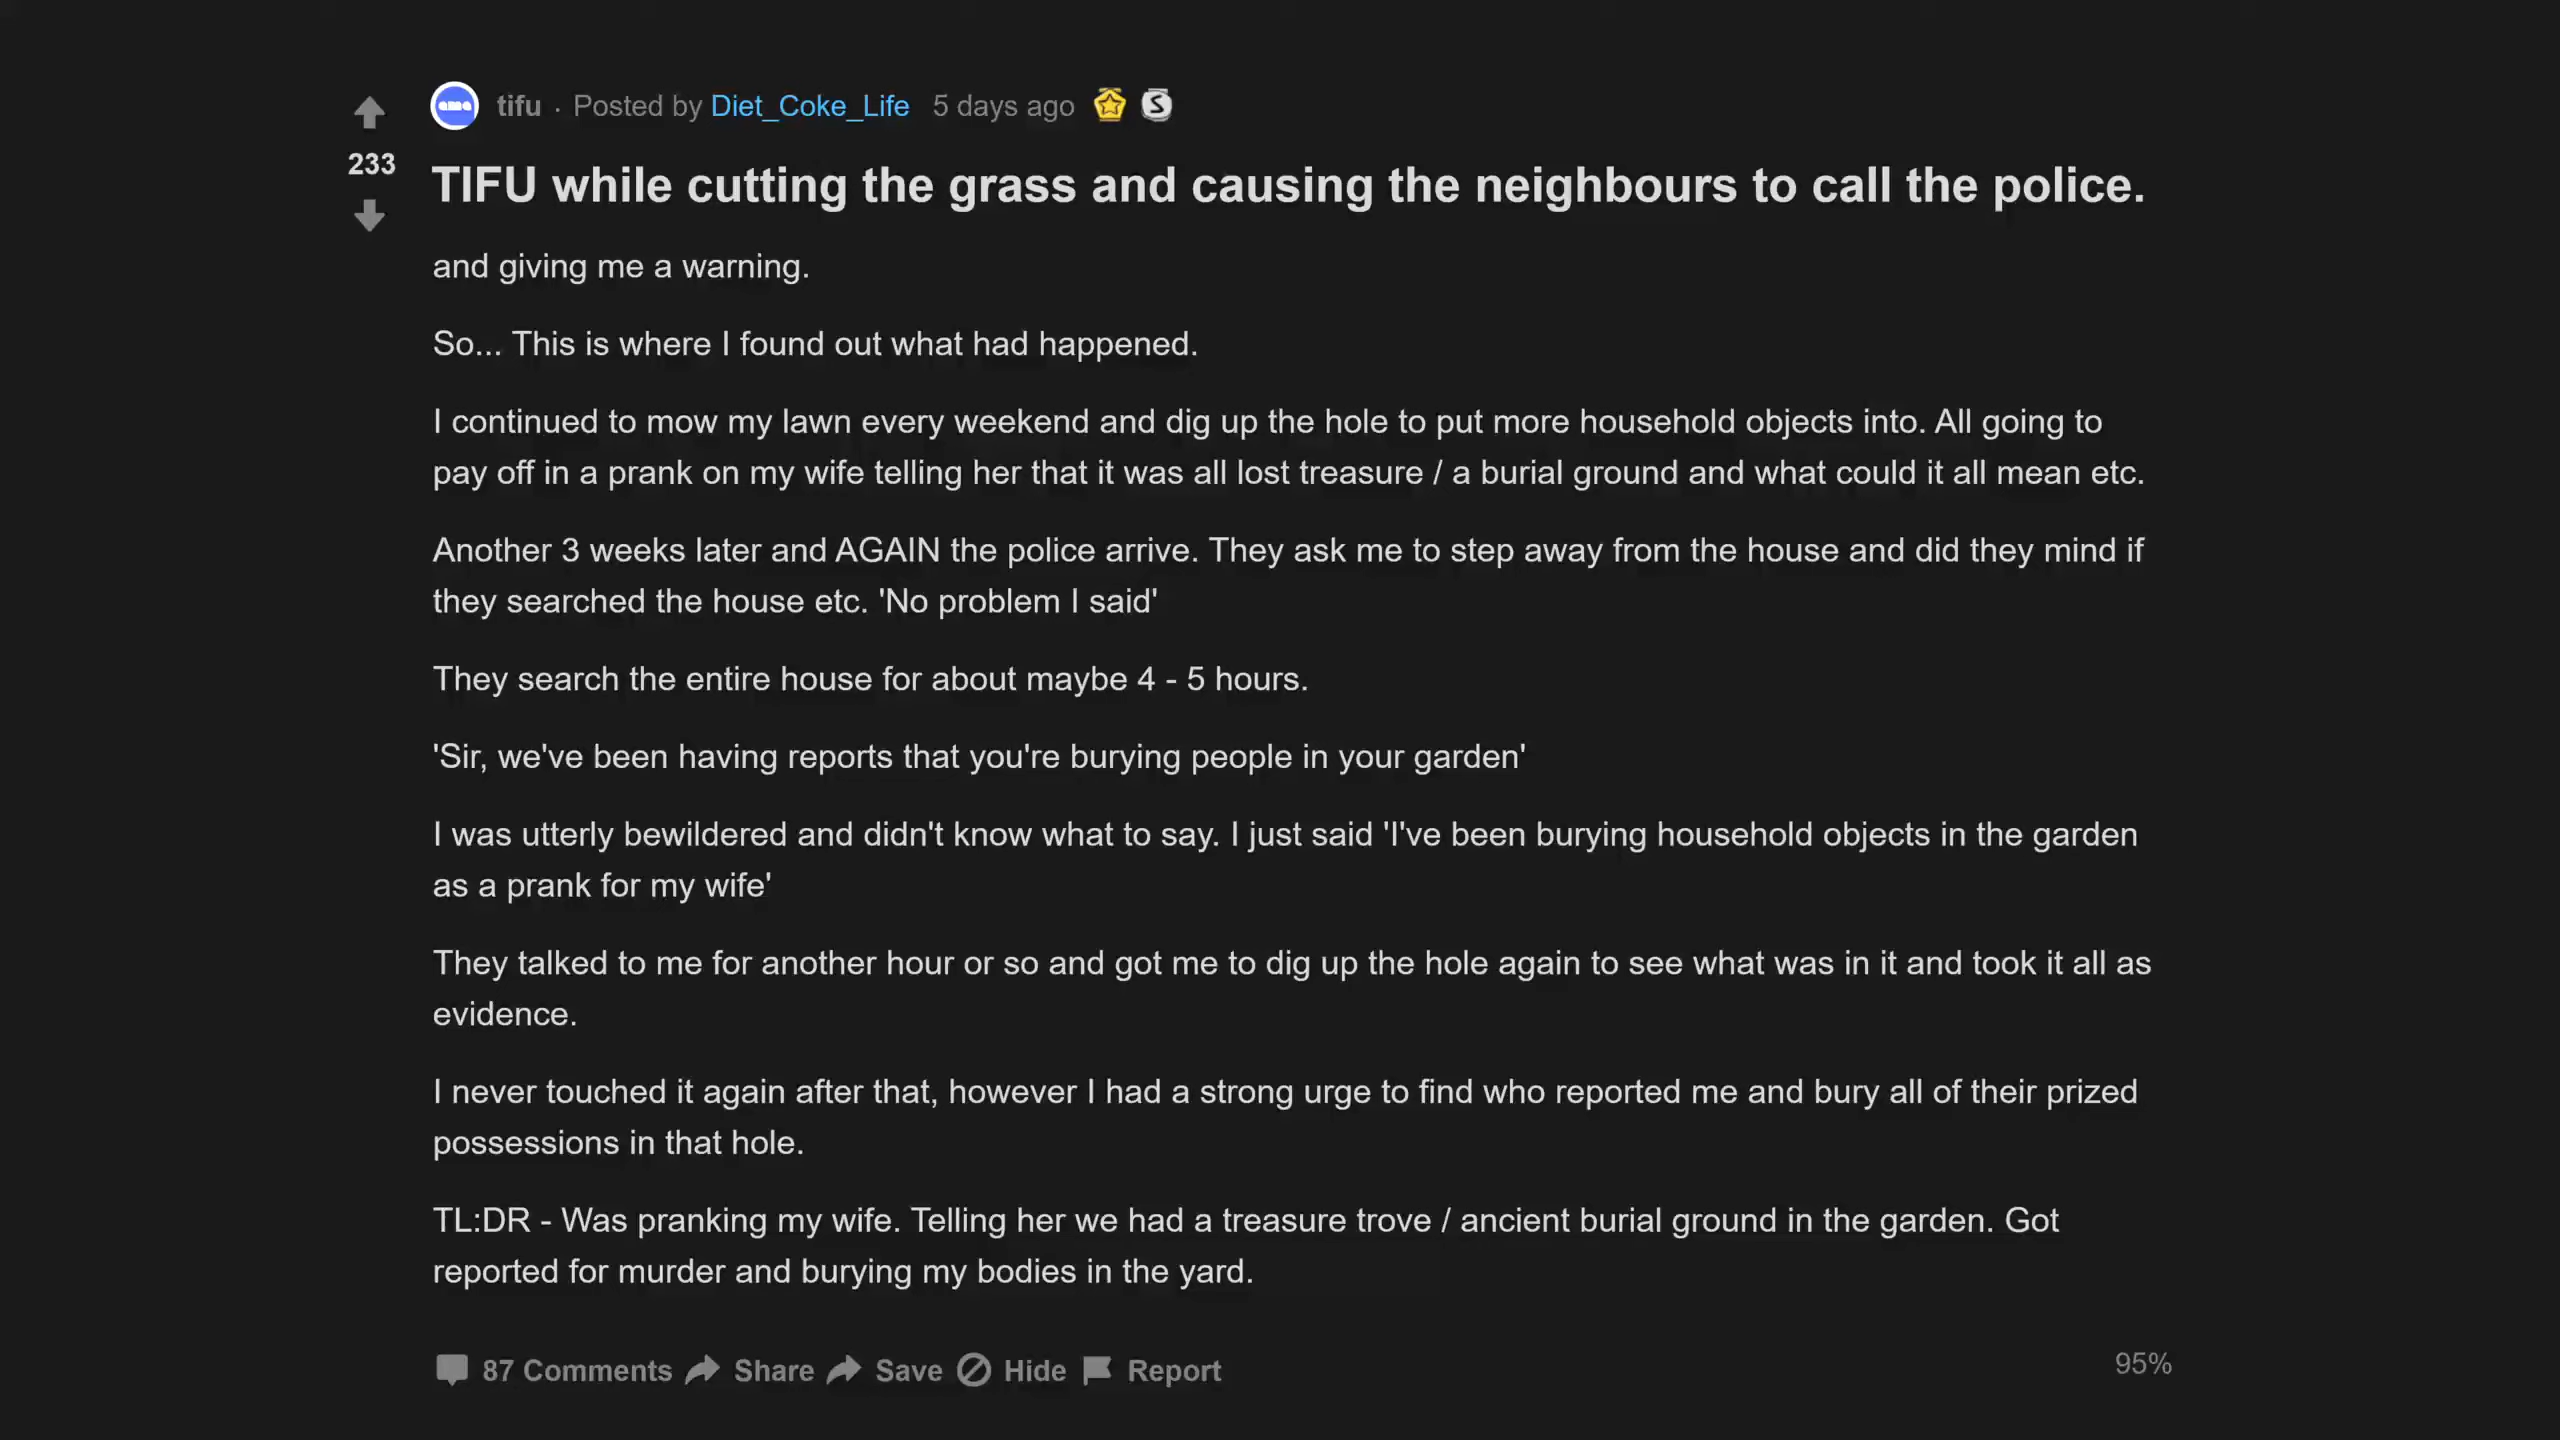 tifu · Posted by Diet_Coke_Life 5 days ago
233
TIFU while cutting the grass and causing the neighbours to call the police.
and giving me a warning.
So... This is where I found out what had happened.
I continued to mow my lawn every weekend and dig up the hole to put more household objects into. All going to
pay off in a prank on my wife telling her that it was all lost treasure / a burial ground and what could it all mean etc.
Another 3 weeks later and AGAIN the police arrive. They ask me to step away from the house and did they mind if
they searched the house etc. 'No problem I said'
They search the entire house for about maybe 4 - 5 hours.
'Sir, we've been having reports that you're burying people in your garden'
I was utterly bewildered and didn't know what to say. I just said 'I've been burying household objects in the garden
as a prank for my wife'
They talked to me for another hour or so and got me to dig up the hole again to see what was in it and took it all as
evidence.
I never touched it again after that, however I had a strong urge to find who reported me and bury all of their prized
possessions in that hole.
TL:DR - Was pranking my wife. Telling her we had a treasure trove / ancient burial ground in the garden. Got
reported for murder and burying my bodies in the yard.
87 Comments Share Save Hide Report
95%